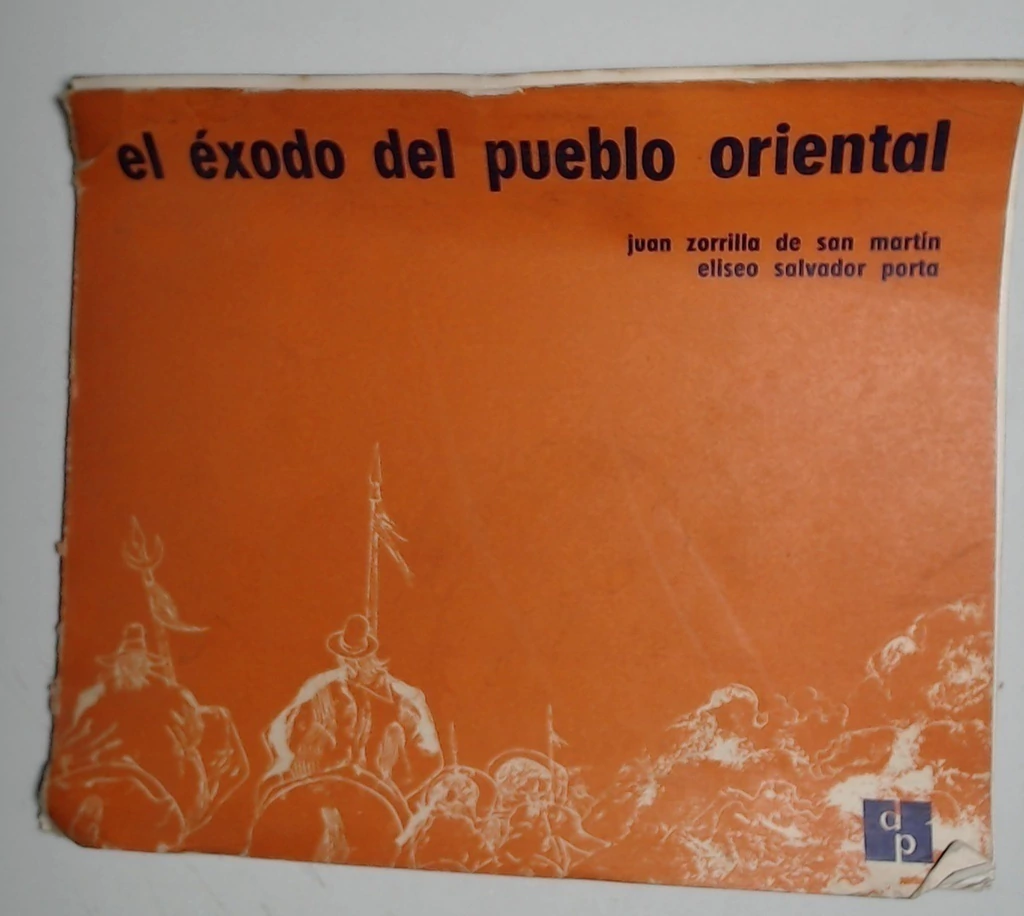 el éxodo del pueblo oriental
juan zorrilla de san martín
eliseo salvador porta
d
p